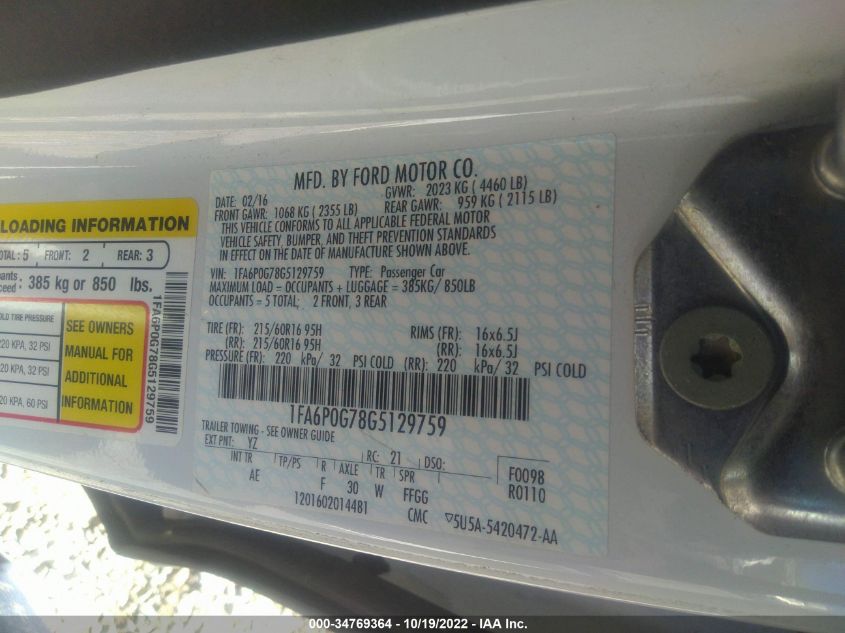 LOADING INFORMATION
TOTAL: 5 FRONT: 2 REAR: 3
385 kg or 850 lbs.
TIRE PRESSURE
220 KPA, 32 PSI
220 KPA, 32 PSI
420 KPA, 60 PSI
SEE OWNERS
MANUAL FOR
ADDITIONAL
INFORMATION
1FA6P0G78G5129759
MFD. BY FORD MOTOR CO.
DATE: 02/16 GVWR: 2023 KG ( 4460 LB)
FRONT GAWR: 1068 KG ( 2355 LB) REAR GAWR: 959 KG ( 2115 LB)
THIS VEHICLE CONFORMS TO ALL APPLICABLE FEDERAL MOTOR
VEHICLE SAFETY, BUMPER, AND THEFT PREVENTION STANDARDS
IN EFFECT ON THE DATE OF MANUFACTURE SHOWN ABOVE.
VIN: 1FA6P0G78G5129759 TYPE: Passenger Car
MAXIMUM LOAD = OCCUPANTS + LUGGAGE = 385KG/ 850LB
OCCUPANTS = 5 TOTAL; 2 FRONT, 3 REAR
TIRE (FR): 215/60R16 95H RIMS (FR): 16x6.5J
(RR): 215/60R16 95H (RR): 16x6.5J
PRESSURE (FR): 220 kPa/ 32 PSI COLD (RR): 220 kPa/ 32 PSI COLD
1FA6P0G78G5129759
TRAILER TOWING - SEE OWNER GUIDE
EXT PNT: YZ RC: 21 DSO: F0098
INT TR TP/PS R AXLE TR SPR R0110
AE F 30 W FFGG
1201602014481 CMC ▽5U5A-5420472-AA
000-34769364 - 10/19/2022 - IAA Inc.